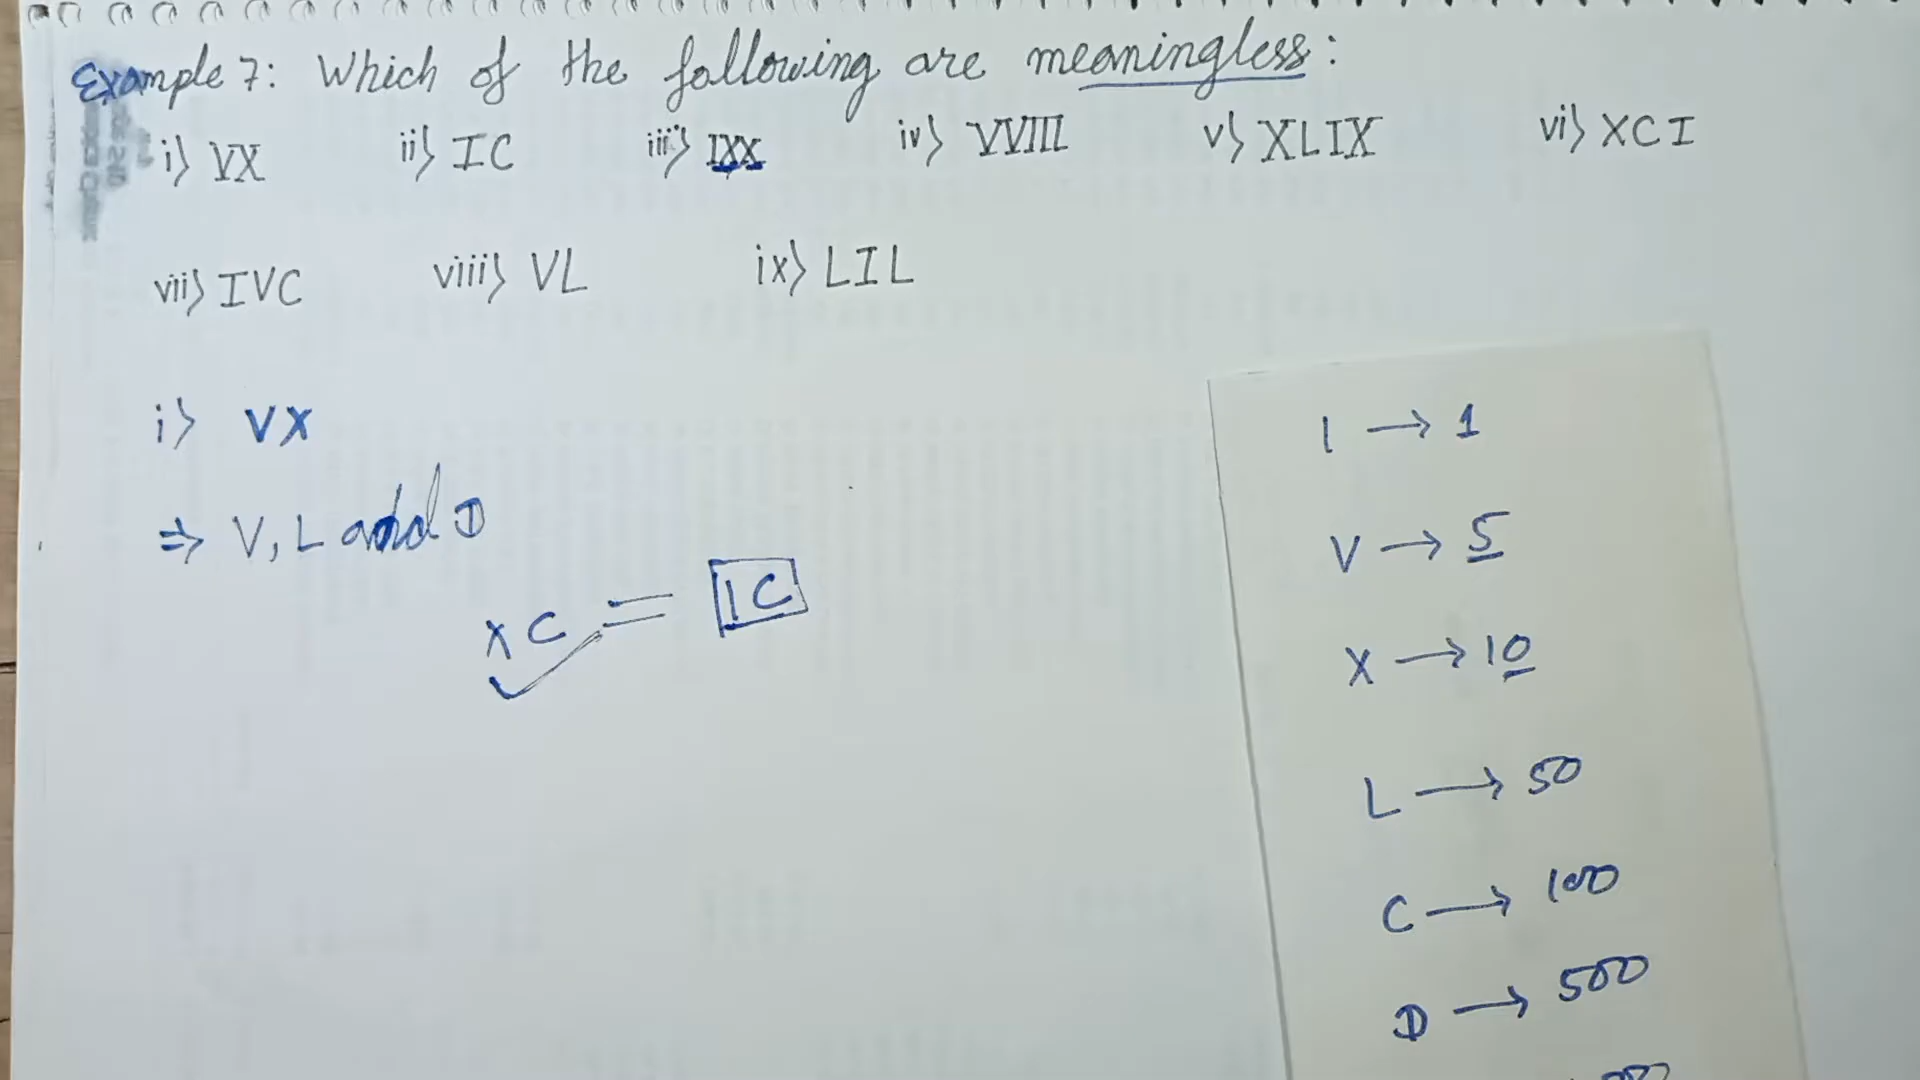 Example 7: Which of the following are meaningless:
i) VX ii) IC iii) IXX iv) VVIII v) XLIX vi) XCI
vii) IVC viii) VL ix) LIL
i) VX
⇒ V, L and D
XC = IC
I → 1
V → 5
X → 10
L → 50
C → 100
D → 500